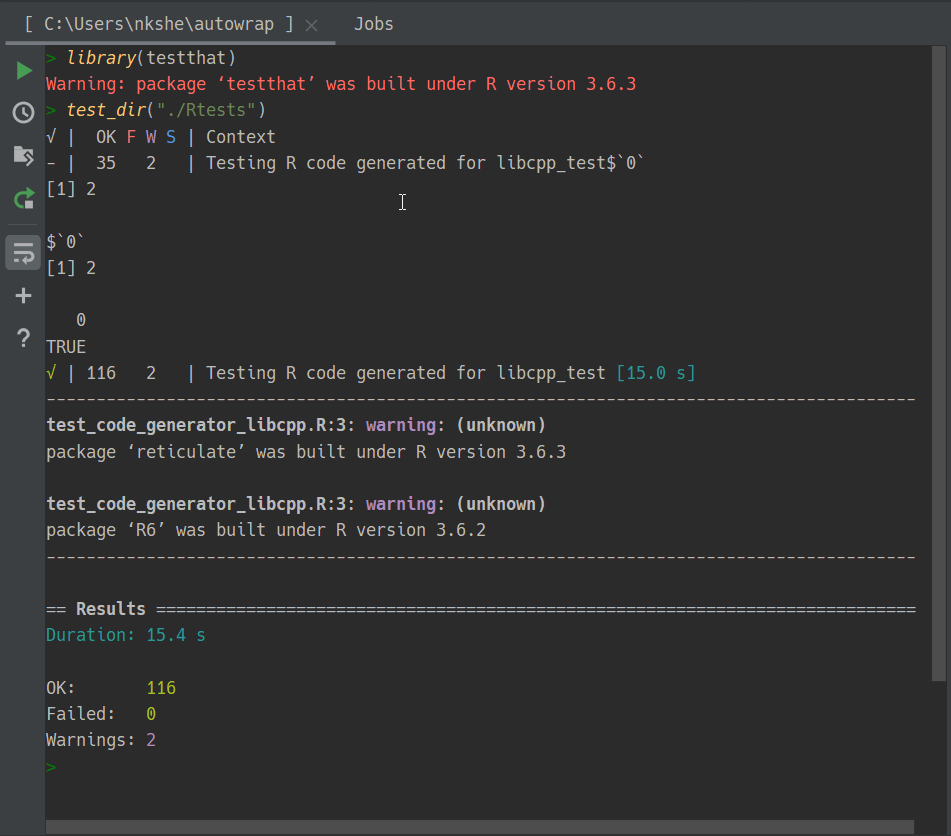 [ C:\Users\nkshe\autowrap ] × Jobs
> library(testthat)
Warning: package ‘testthat’ was built under R version 3.6.3
> test_dir("./Rtests")
√ |  OK F W S | Context
- |  35   2   | Testing R code generated for libcpp_test$`0`
[1] 2
$`0`
[1] 2
0
TRUE
√ | 116   2   | Testing R code generated for libcpp_test [15.0 s]
---------------------------------------------------------------------------------------
test_code_generator_libcpp.R:3: warning: (unknown)
package ‘reticulate’ was built under R version 3.6.3
test_code_generator_libcpp.R:3: warning: (unknown)
package ‘R6’ was built under R version 3.6.2
---------------------------------------------------------------------------------------
== Results ============================================================================
Duration: 15.4 s
OK:       116
Failed:   0
Warnings: 2
>